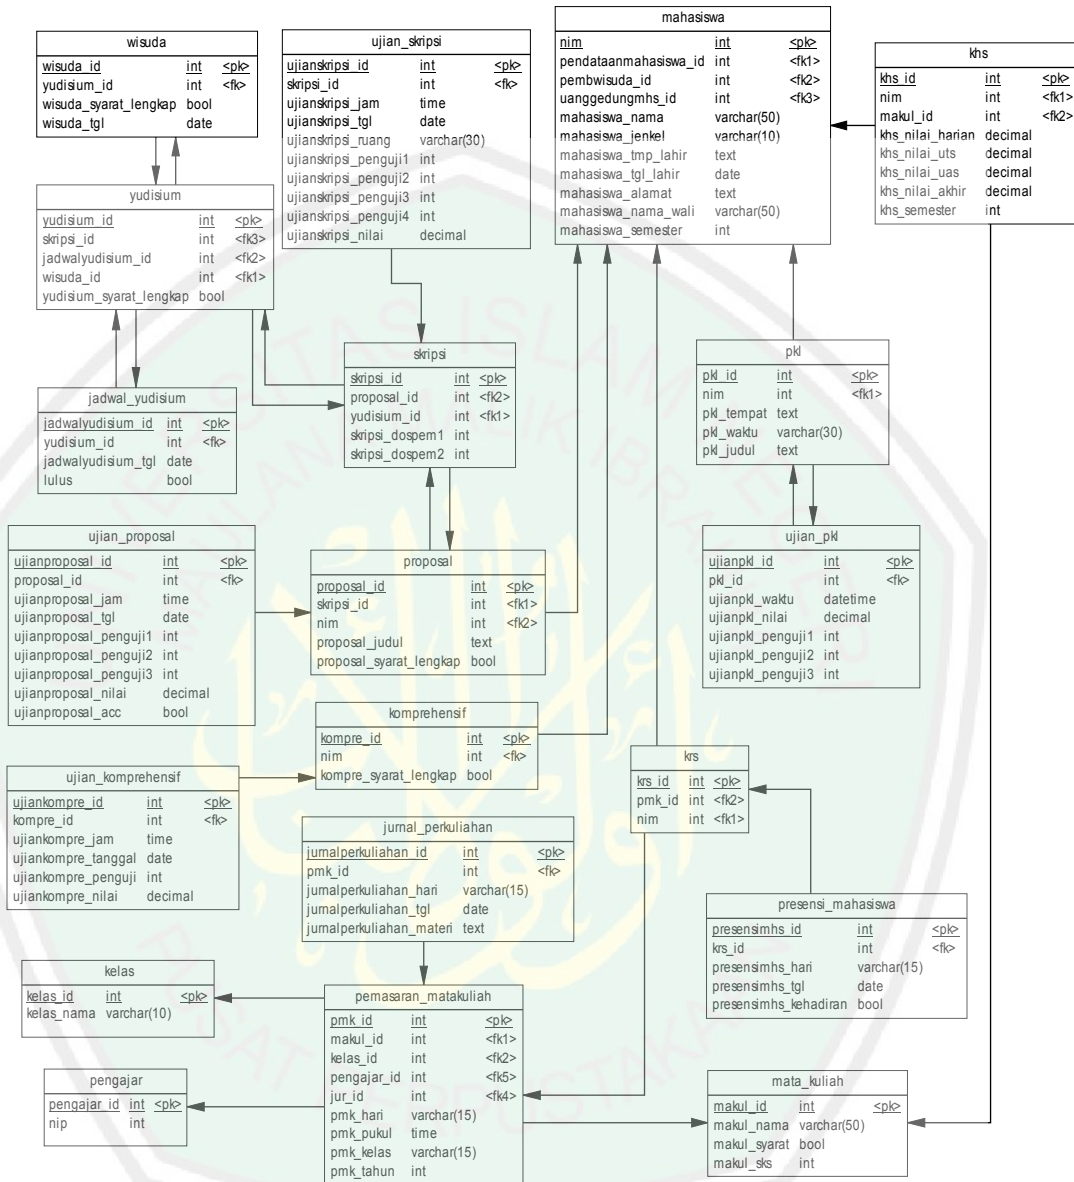 wisuda
wisuda_id int <pk>
yudisium_id int <fk>
wisuda_syarat_lengkap bool
wisuda_tgl date
ujian_skripsi
ujianskripsi_id int <pk>
skripsi_id int <fk>
ujianskripsi_jam time
ujianskripsi_tgl date
ujianskripsi_ruang varchar(30)
ujianskripsi_penguji1 int
ujianskripsi_penguji2 int
ujianskripsi_penguji3 int
ujianskripsi_penguji4 int
ujianskripsi_nilai decimal
mahasiswa
nim int <pk>
pendataanmahasiswa_id int <fk1>
pembwisuda_id int <fk2>
uanggedungmhs_id int <fk3>
mahasiswa_nama varchar(50)
mahasiswa_jenkel varchar(10)
mahasiswa_tmp_lahir text
mahasiswa_tgl_lahir date
mahasiswa_alamat text
mahasiswa_nama_wali varchar(50)
mahasiswa_semester int
khs
khs_id int <pk>
nim int <fk1>
makul_id int <fk2>
khs_nilai_harian decimal
khs_nilai_uts decimal
khs_nilai_uas decimal
khs_nilai_akhir decimal
khs_semester int
yudisium
yudisium_id int <pk>
skripsi_id int <fk3>
jadwalyudisium_id int <fk2>
wisuda_id int <fk1>
yudisium_syarat_lengkap bool
skripsi
skripsi_id int <pk>
proposal_id int <fk2>
yudisium_id int <fk1>
skripsi_dospem1 int
skripsi_dospem2 int
pkl
pkl_id int <pk>
nim int <fk1>
pkl_tempat text
pkl_waktu varchar(30)
pkl_judul text
jadwal_yudisium
jadwalyudisium_id int <pk>
yudisium_id int <fk>
jadwalyudisium_tgl date
lulus bool
ujian_proposal
ujianproposal_id int <pk>
proposal_id int <fk>
ujianproposal_jam time
ujianproposal_tgl date
ujianproposal_penguji1 int
ujianproposal_penguji2 int
ujianproposal_penguji3 int
ujianproposal_nilai decimal
ujianproposal_acc bool
proposal
proposal_id int <pk>
skripsi_id int <fk1>
nim int <fk2>
proposal_judul text
proposal_syarat_lengkap bool
ujian_pkl
ujianpkl_id int <pk>
pkl_id int <fk>
ujianpkl_waktu datetime
ujianpkl_nilai decimal
ujianpkl_penguji1 int
ujianpkl_penguji2 int
ujianpkl_penguji3 int
komprehensif
kompre_id int <pk>
nim int <fk>
kompre_syarat_lengkap bool
krs
krs_id int <pk>
pmk_id int <fk2>
nim int <fk1>
ujian_komprehensif
ujiankompre_id int <pk>
kompre_id int <fk>
ujiankompre_jam time
ujiankompre_tanggal date
ujiankompre_penguji int
ujiankompre_nilai decimal
jurnal_perkuliahan
jurnalperkuliahan_id int <pk>
pmk_id int <fk>
jurnalperkuliahan_hari varchar(15)
jurnalperkuliahan_tgl date
jurnalperkuliahan_materi text
presensi_mahasiswa
presensimhs_id int <pk>
krs_id int <fk>
presensimhs_hari varchar(15)
presensimhs_tgl date
presensimhs_kehadiran bool
kelas
kelas_id int <pk>
kelas_nama varchar(10)
pemasaran_matakuliah
pmk_id int <pk>
makul_id int <fk1>
kelas_id int <fk2>
pengajar_id int <fk5>
jur_id int <fk4>
pmk_hari varchar(15)
pmk_pukul time
pmk_kelas varchar(15)
pmk_tahun int
pengajar
pengajar_id int <pk>
nip int
mata_kuliah
makul_id int <pk>
makul_nama varchar(50)
makul_syarat bool
makul_sks int